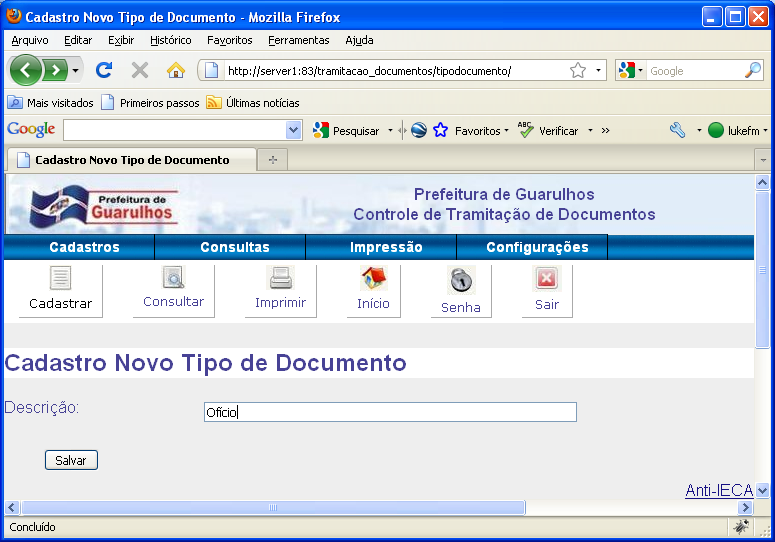 Cadastro Novo Tipo de Documento - Mozilla Firefox
Arquivo Editar Exibir Histórico Favoritos Ferramentas Ajuda
http://server1:83/tramitacao_documentos/tipodocumento/ Google
Mais visitados Primeiros passos Últimas notícias
Google Pesquisar Favoritos ABC Verificar » lukefm
Cadastro Novo Tipo de Documento
Prefeitura de
Guarulhos
Prefeitura de Guarulhos
Controle de Tramitação de Documentos
Cadastros Consultas Impressão Configurações
Cadastrar Consultar Imprimir Início Senha Sair
Cadastro Novo Tipo de Documento
Descrição: Ofício
Salvar
Anti-IECA
Concluído